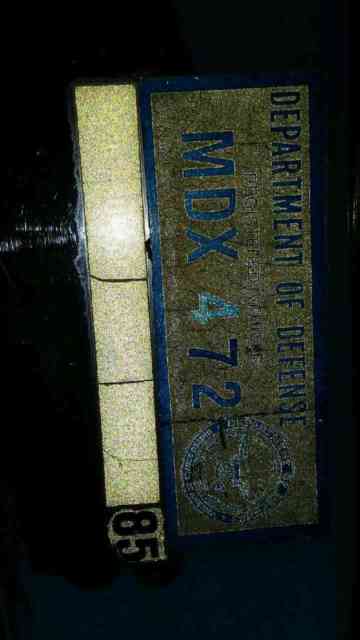 DEPARTMENT OF DEFENSE
MDX 472
85